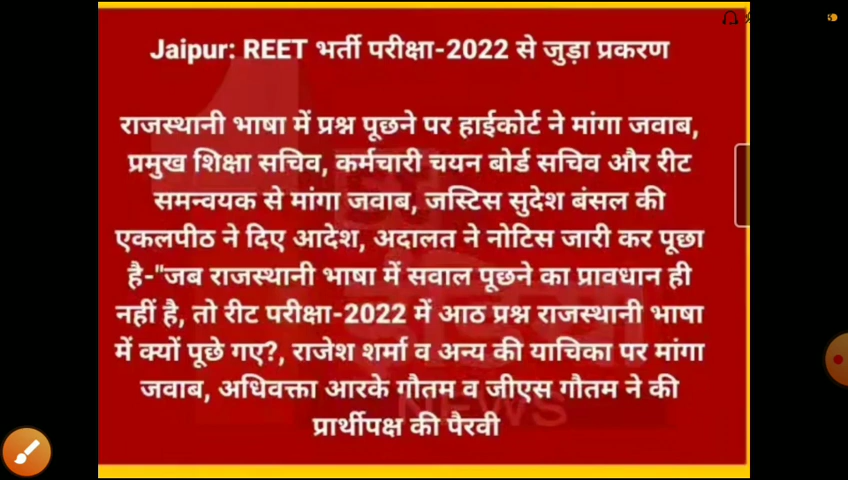 Jaipur: REET भर्ती परीक्षा-2022 से जुड़ा प्रकरण
राजस्थानी भाषा में प्रश्न पूछने पर हाईकोर्ट ने मांगा जवाब,
प्रमुख शिक्षा सचिव, कर्मचारी चयन बोर्ड सचिव और रीट
समन्वयक से मांगा जवाब, जस्टिस सुदेश बंसल की
एकलपीठ ने दिए आदेश, अदालत ने नोटिस जारी कर पूछा
है-"जब राजस्थानी भाषा में सवाल पूछने का प्रावधान ही
नहीं है, तो रीट परीक्षा-2022 में आठ प्रश्न राजस्थानी भाषा
में क्यों पूछे गए?, राजेश शर्मा व अन्य की याचिका पर मांगा
जवाब, अधिवक्ता आरके गौतम व जीएस गौतम ने की
प्रार्थीपक्ष की पैरवी
NEWS